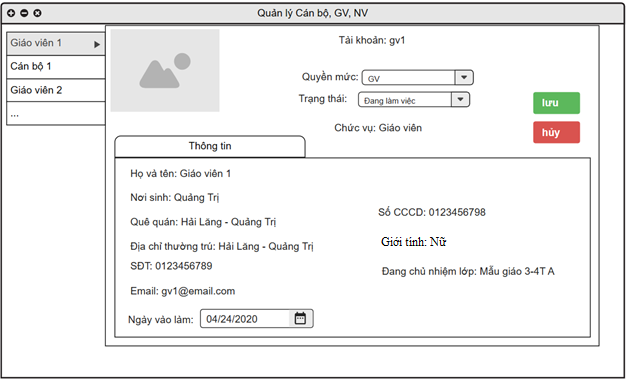 Quản lý Cán bộ, GV, NV
Giáo viên 1
Cán bộ 1
Giáo viên 2
...
Tài khoản: gv1
Quyền mức: GV
Trạng thái: Đang làm việc
Chức vụ: Giáo viên
lưu
hủy
Thông tin
Họ và tên: Giáo viên 1
Nơi sinh: Quảng Trị
Quê quán: Hải Lăng - Quảng Trị
Địa chỉ thường trú: Hải Lăng - Quảng Trị
SĐT: 0123456789
Email: gv1@email.com
Ngày vào làm: 04/24/2020
Số CCCD: 0123456798
Giới tính: Nữ
Đang chủ nhiệm lớp: Mẫu giáo 3-4T A